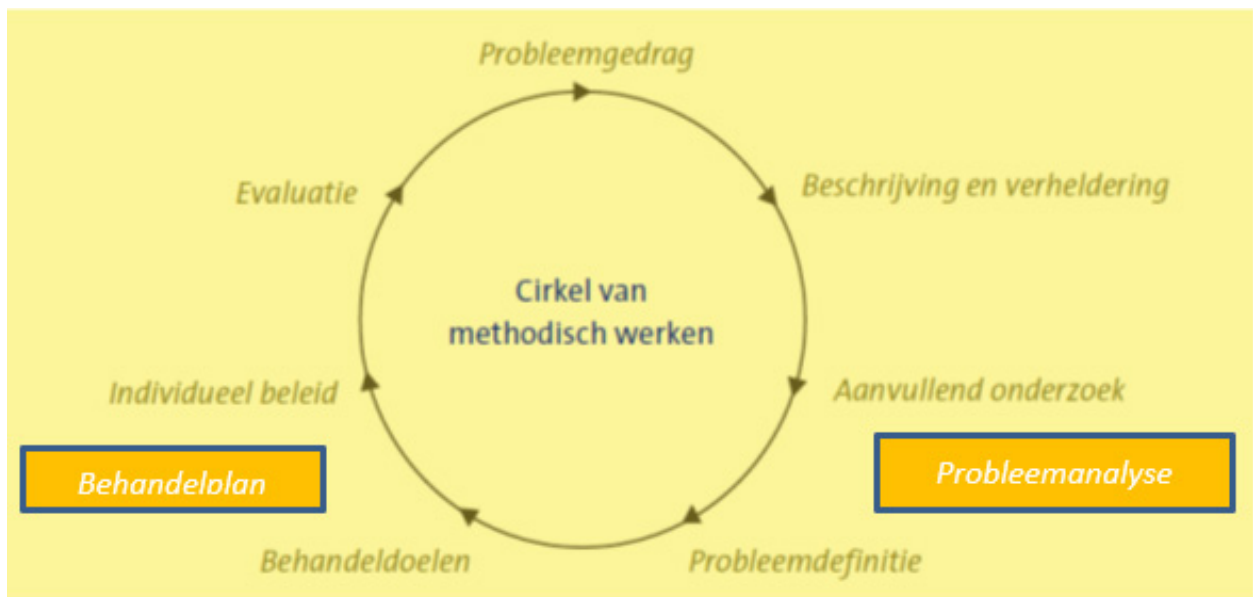 Probleemgedrag
Beschrijving en verheldering
Evaluatie
Cirkel van
methodisch werken
Individueel beleid
Aanvullend onderzoek
Behandelplan
Probleemanalyse
Behandeldoelen
Probleemdefinitie